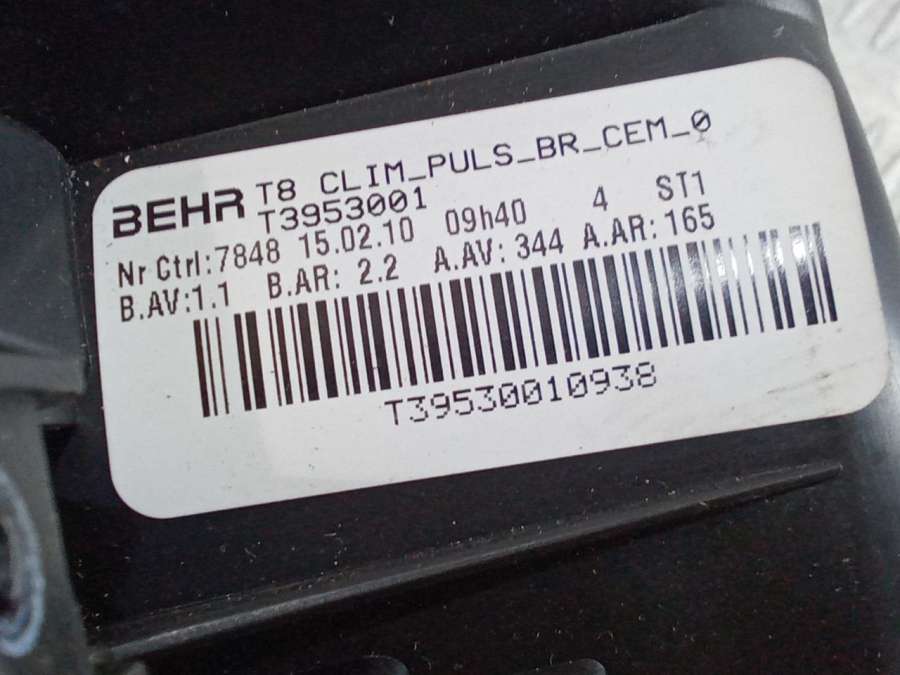 BEHR T8 CLIM_PULS_BR_CEM_0
T3953001
Nr Ctrl:7848 15.02.10 09h40 4 ST1
B.AV:1.1 B.AR: 2.2 A.AV: 344 A.AR: 165
T39530010938